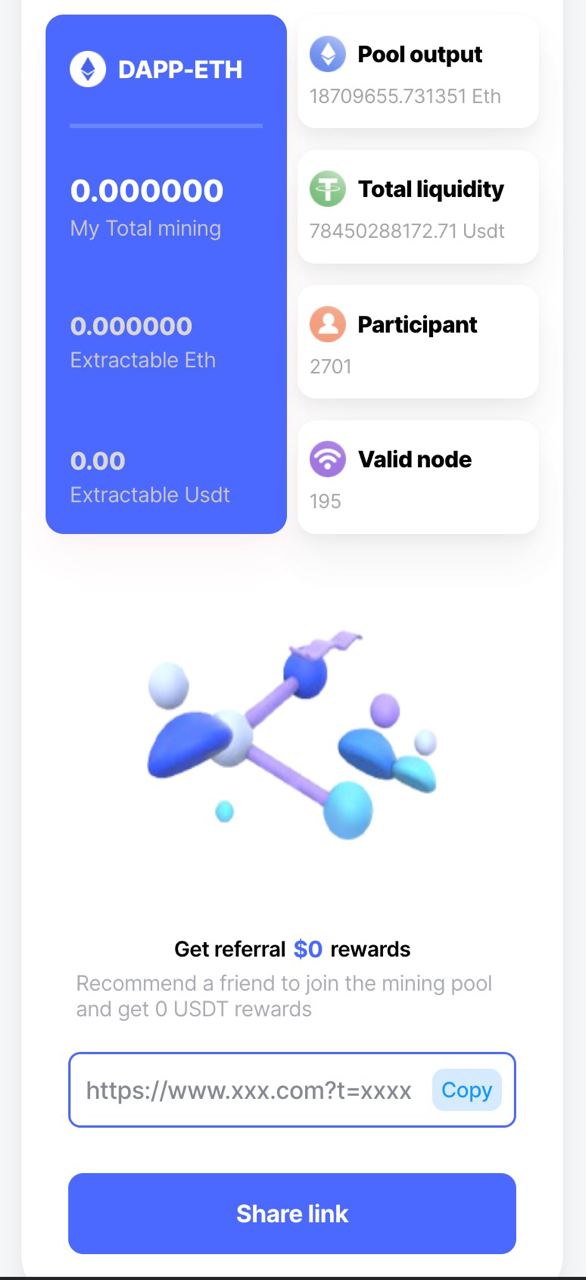 DAPP-ETH
0.000000
My Total mining
0.000000
Extractable Eth
0.00
Extractable Usdt
Pool output
18709655.731351 Eth
Total liquidity
78450288172.71 Usdt
Participant
2701
Valid node
195
Get referral $0 rewards
Recommend a friend to join the mining pool
and get 0 USDT rewards
https://www.xxx.com?t=xxxx
Copy
Share link